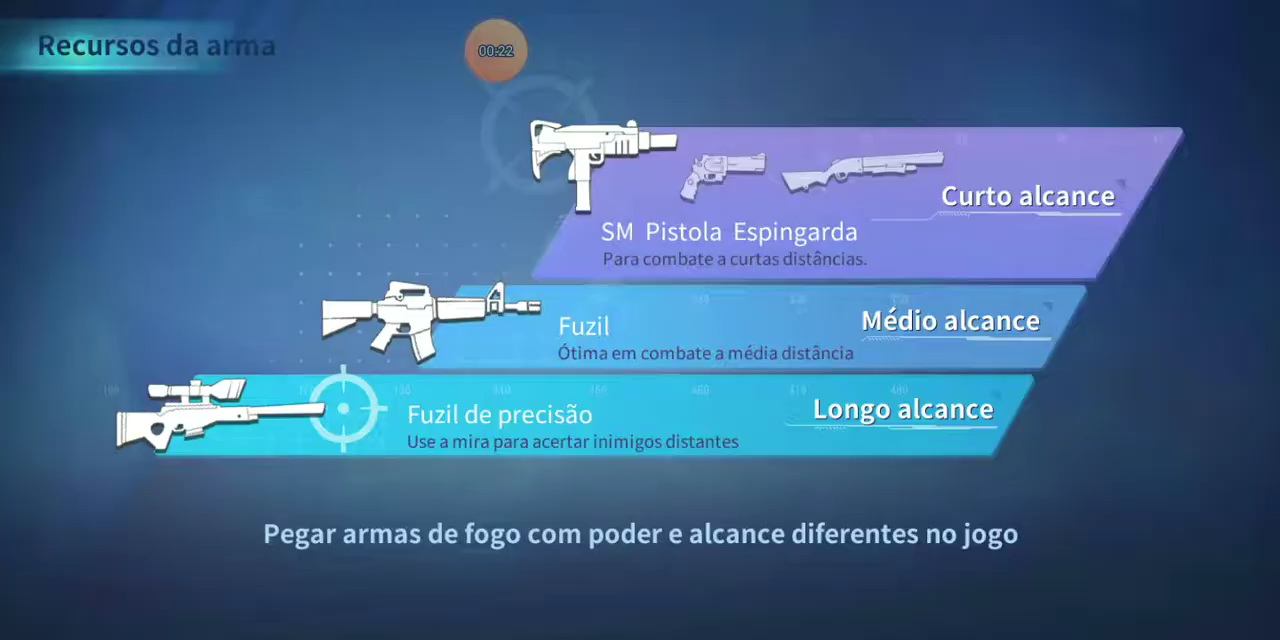 Recursos da arma
00:22
Curto alcance
SM Pistola Espingarda
Para combate a curtas distâncias.
Fuzil
Médio alcance
Ótima em combate a média distância
Fuzil de precisão
Longo alcance
Use a mira para acertar inimigos distantes
Pegar armas de fogo com poder e alcance diferentes no jogo